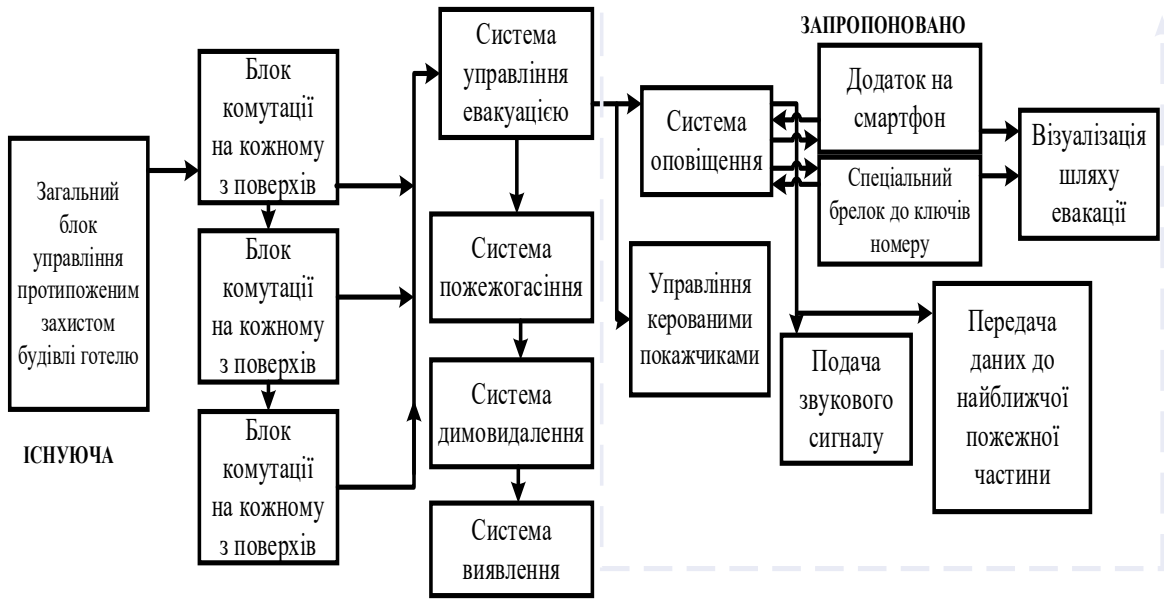 ЗАПРОПОНОВАНО
Загальний
блок
управління
протипоженим
захистом
будівлі готелю
ІСНУЮЧА
Блок
комутації
на кожному
з поверхів
Блок
комутації
на кожному
з поверхів
Блок
комутації
на кожному
з поверхів
Система
управління
евакуацією
Система
пожежогасіння
Система
димовидалення
Система
виявлення
Система
оповіщення
Управління
керованими
покажчиками
Додаток на
смартфон
Спеціальний
брелок до ключів
номеру
Візуалізація
шляху
евакації
Подача
звукового
сигналу
Передача
даних до
найближчої
пожежної
частини